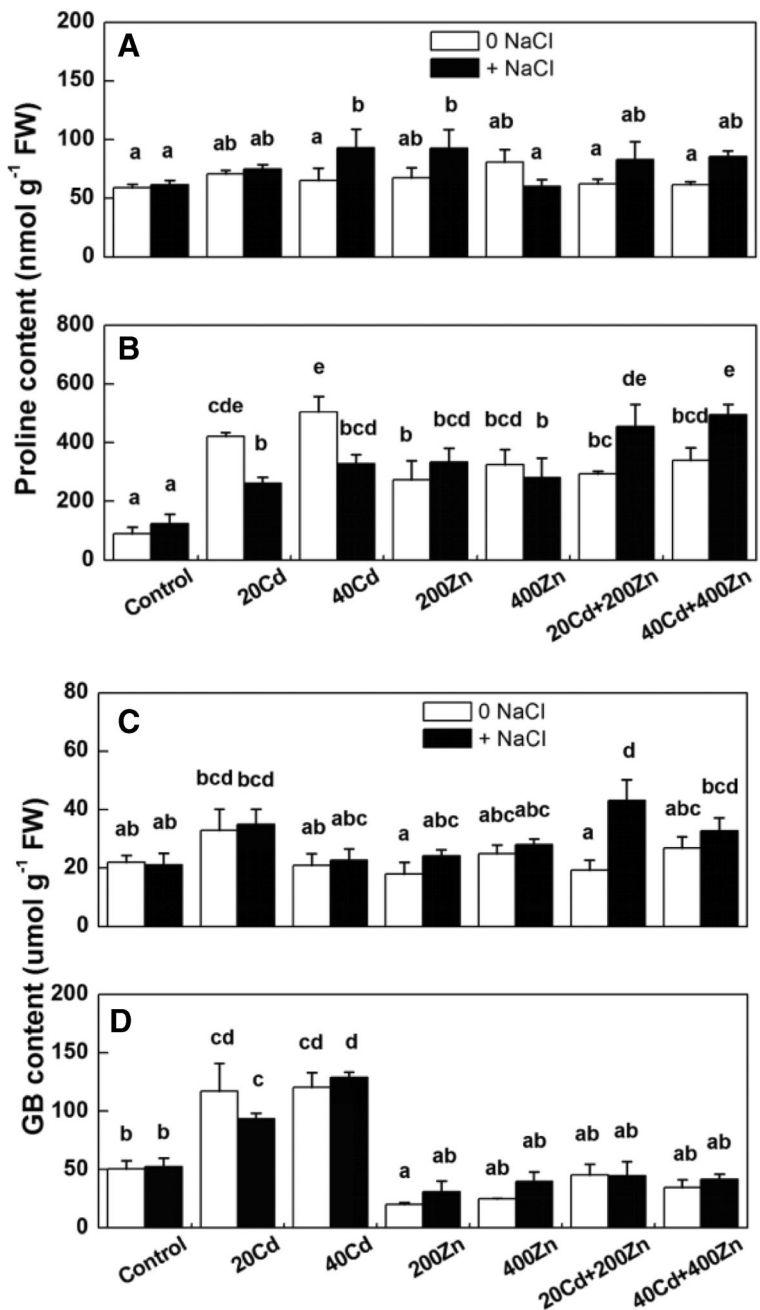 Proline content (nmol g-1 FW)
A
0 NaCl
+ NaCl
200
150
100
50
0
a a ab ab a b ab b ab a a ab a ab
B
800
600
400
200
0
a a cde b e bcd b bcd bcd b bc de bcd e
Control 20Cd 40Cd 200Zn 400Zn 20Cd+200Zn 40Cd+400Zn
GB content (umol g-1 FW)
C
0 NaCl
+ NaCl
80
60
40
20
0
ab ab bcd bcd ab abc a abc abc abc a d abc bcd
D
200
150
100
50
0
b b cd c cd d a ab ab ab ab ab ab ab
Control 20Cd 40Cd 200Zn 400Zn 20Cd+200Zn 40Cd+400Zn